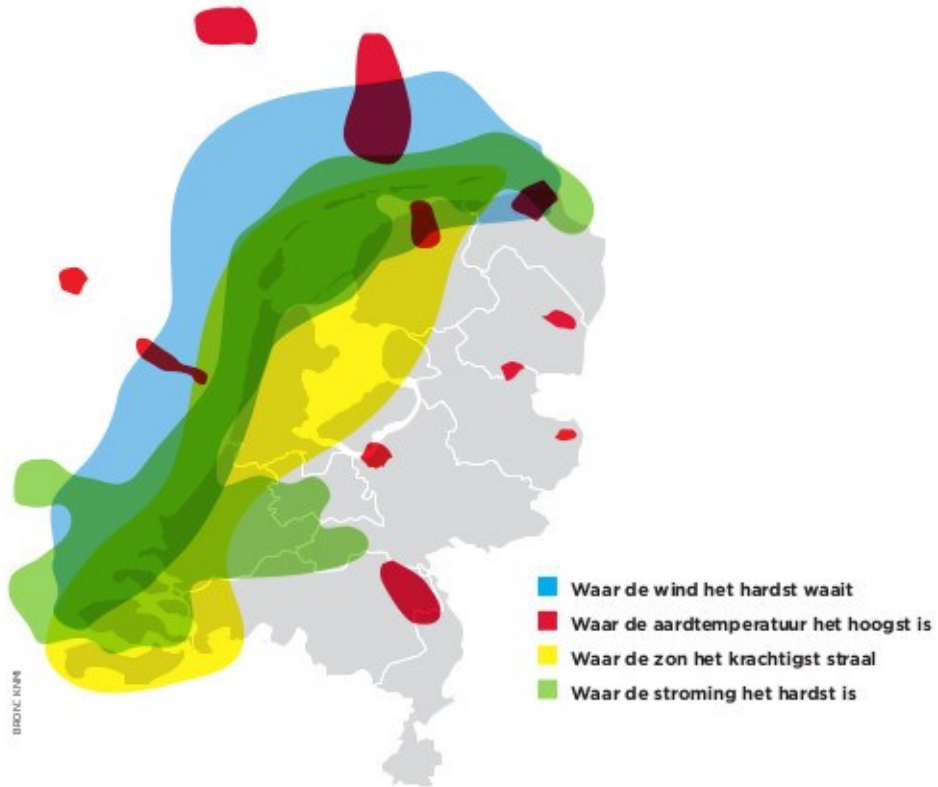 Waar de wind het hardst waait
Waar de aardtemperatuur het hoogst is
Waar de zon het krachtigst straal
Waar de stroming het hardst is
BRON: KNMI